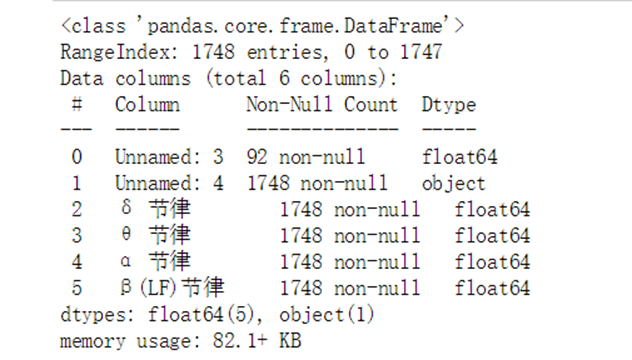 <class 'pandas.core.frame.DataFrame'>
RangeIndex: 1748 entries, 0 to 1747
Data columns (total 6 columns):
 #   Column      Non-Null Count  Dtype
---  ------      --------------  -----
 0   Unnamed: 3  92 non-null     float64
 1   Unnamed: 4  1748 non-null   object
 2   δ 节律        1748 non-null   float64
 3   θ 节律        1748 non-null   float64
 4   α 节律        1748 non-null   float64
 5   β(LF)节律     1748 non-null   float64
dtypes: float64(5), object(1)
memory usage: 82.1+ KB